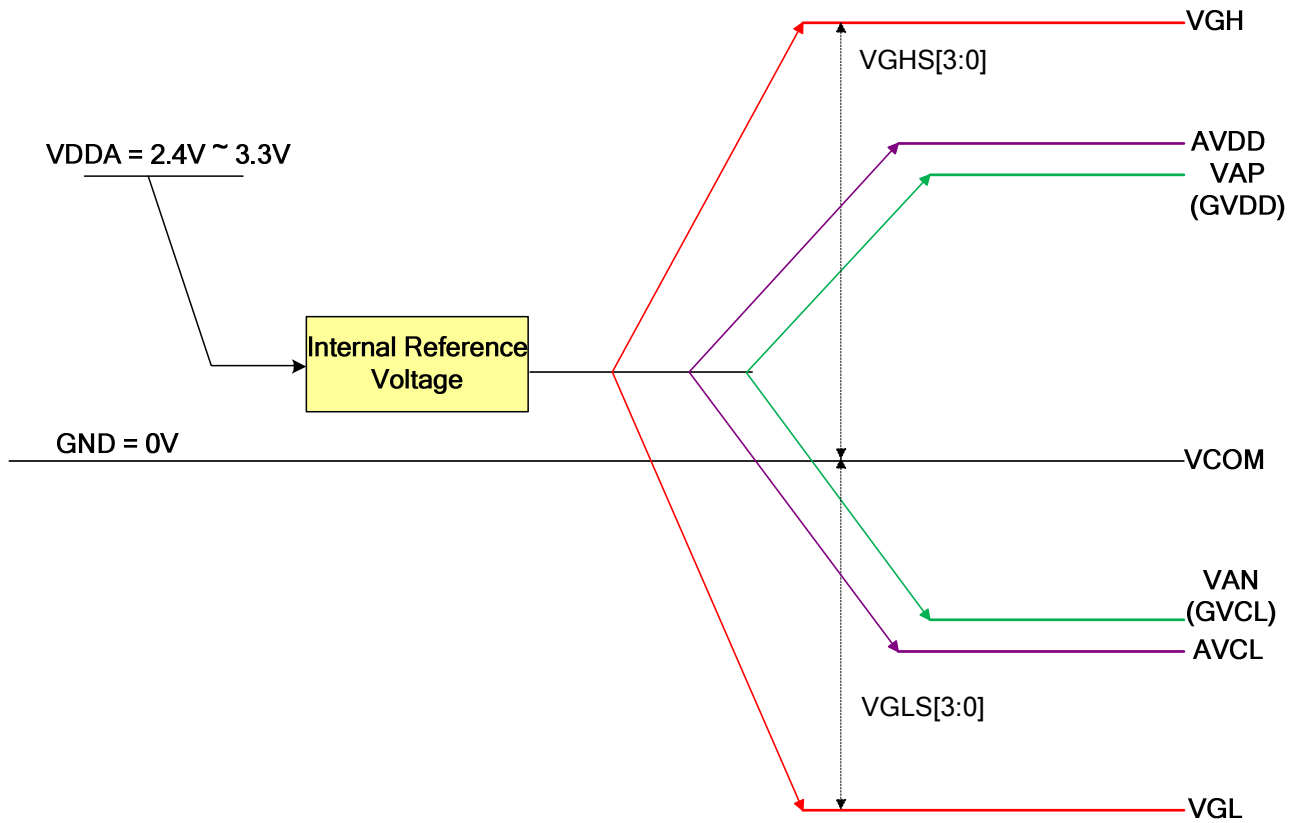 VGH
VGHS[3:0]
AVDD
VDDA = 2.4V ~ 3.3V
VAP
(GVDD)
Internal Reference
Voltage
GND = 0V
VCOM
VAN
(GVCL)
AVCL
VGLS[3:0]
VGL